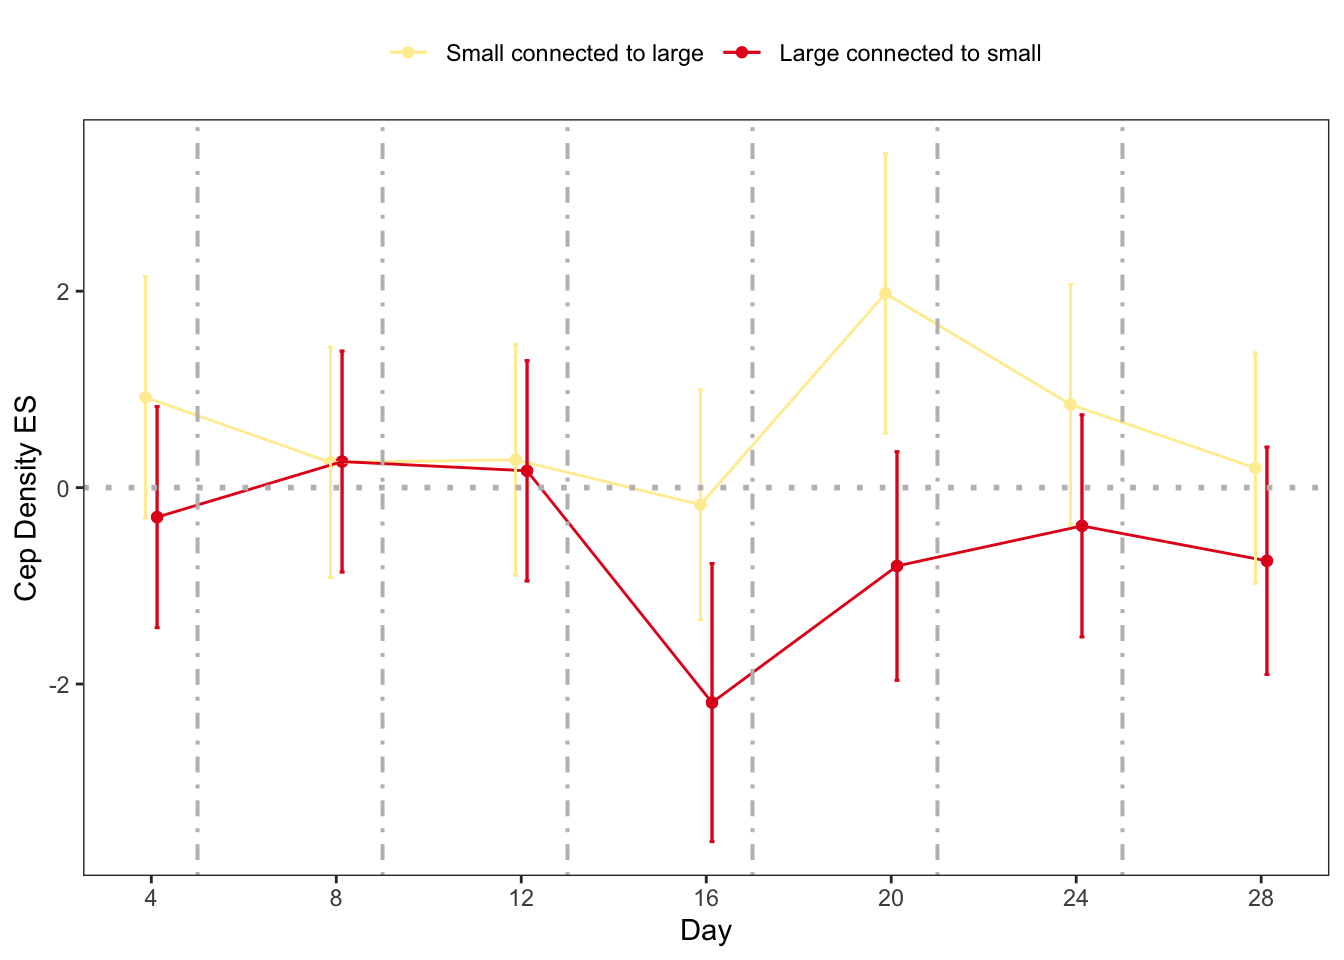 Small connected to large Large connected to small
2
0
-2
Cep Density ES
4 8 12 16 20 24 28
Day